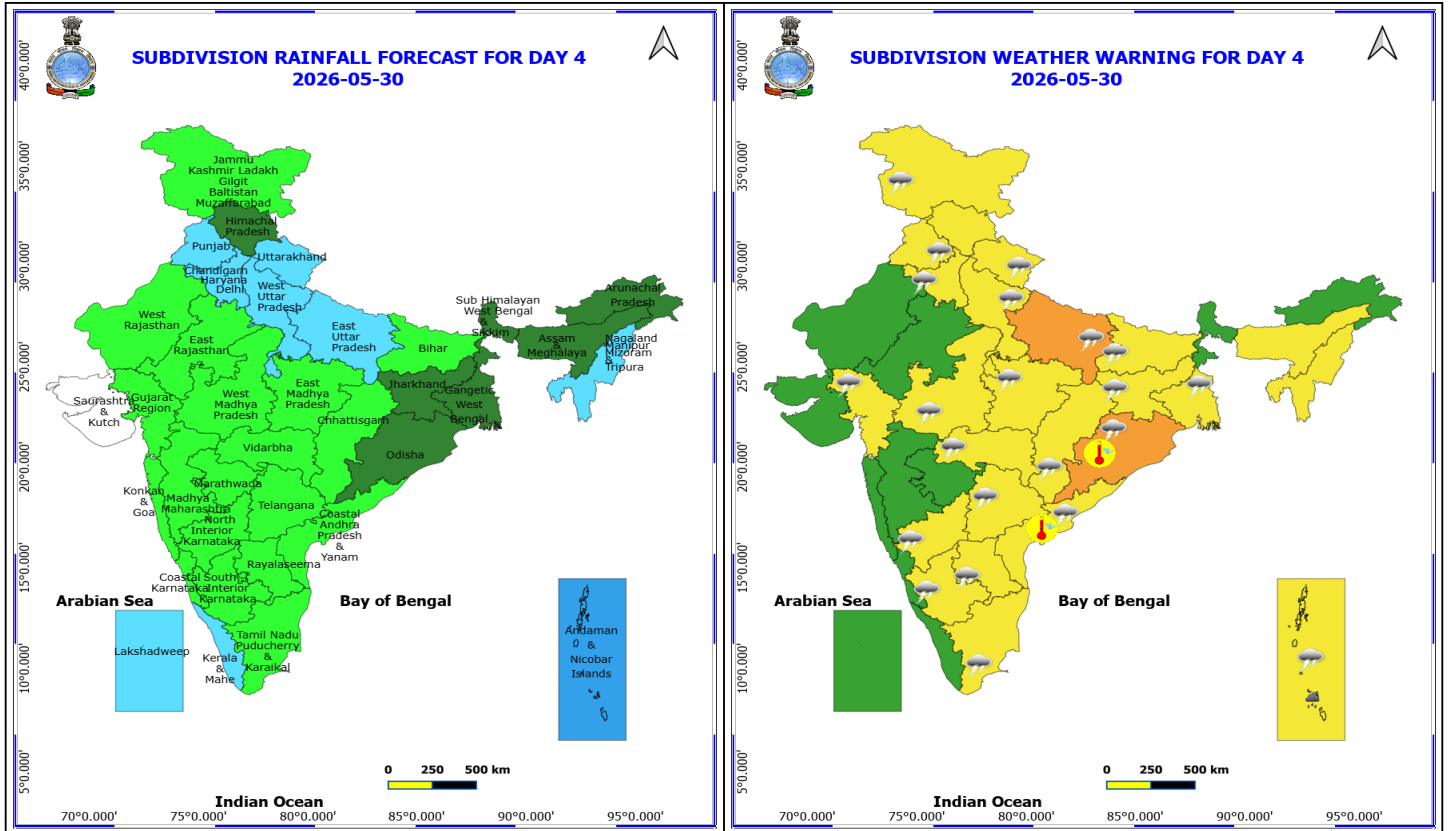 SUBDIVISION RAINFALL FORECAST FOR DAY 4
2026-05-30
40°0.000'
35°0.000'
30°0.000'
25°0.000'
20°0.000'
15°0.000'
10°0.000'
5°0.000'
Jammu
Kashmir Ladakh
Gilgit
Baltistan
Muzaffarabad
Himachal
Pradesh
Punjab
Uttarakhand
Chandigarh
Haryana
Delhi
West
Uttar
Pradesh
Arunachal
Pradesh
Sub Himalayan
West Bengal
&
Sikkim
West
Rajasthan
East
Rajasthan
East
Uttar
Pradesh
Bihar
Assam
&
Meghalaya
Nagaland
Manipur
Mizoram
&
Tripura
Saurashtra
&
Kutch
Gujarat
Region
West
Madhya
Pradesh
East
Madhya
Pradesh
Jharkhand
Gangetic
West
Bengal
Chhattisgarh
Vidarbha
Odisha
Konkan
&
Goa
Madhya
Maharashtra
Marathwada
North
Interior
Karnataka
Telangana
Coastal
Andhra
Pradesh
&
Yanam
Rayalaseema
Coastal
Karnataka
South
Interior
Karnataka
Arabian Sea
Bay of Bengal
Lakshadweep
Kerala
&
Mahe
Tamil Nadu
Puducherry
&
Karaikal
Andaman
&
Nicobar
Islands
0 250 500 km
Indian Ocean
70°0.000' 75°0.000' 80°0.000' 85°0.000' 90°0.000' 95°0.000'
SUBDIVISION WEATHER WARNING FOR DAY 4
2026-05-30
40°0.000'
35°0.000'
30°0.000'
25°0.000'
20°0.000'
15°0.000'
10°0.000'
5°0.000'
Arabian Sea
Bay of Bengal
0 250 500 km
Indian Ocean
70°0.000' 75°0.000' 80°0.000' 85°0.000' 90°0.000' 95°0.000'